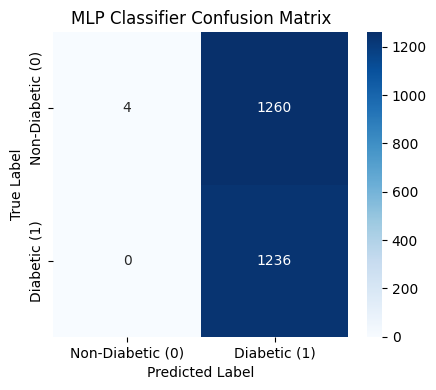 MLP Classifier Confusion Matrix
True Label
Non-Diabetic (0)
Diabetic (1)
4
1260
0
1236
Non-Diabetic (0)
Diabetic (1)
Predicted Label
1200
1000
800
600
400
200
0